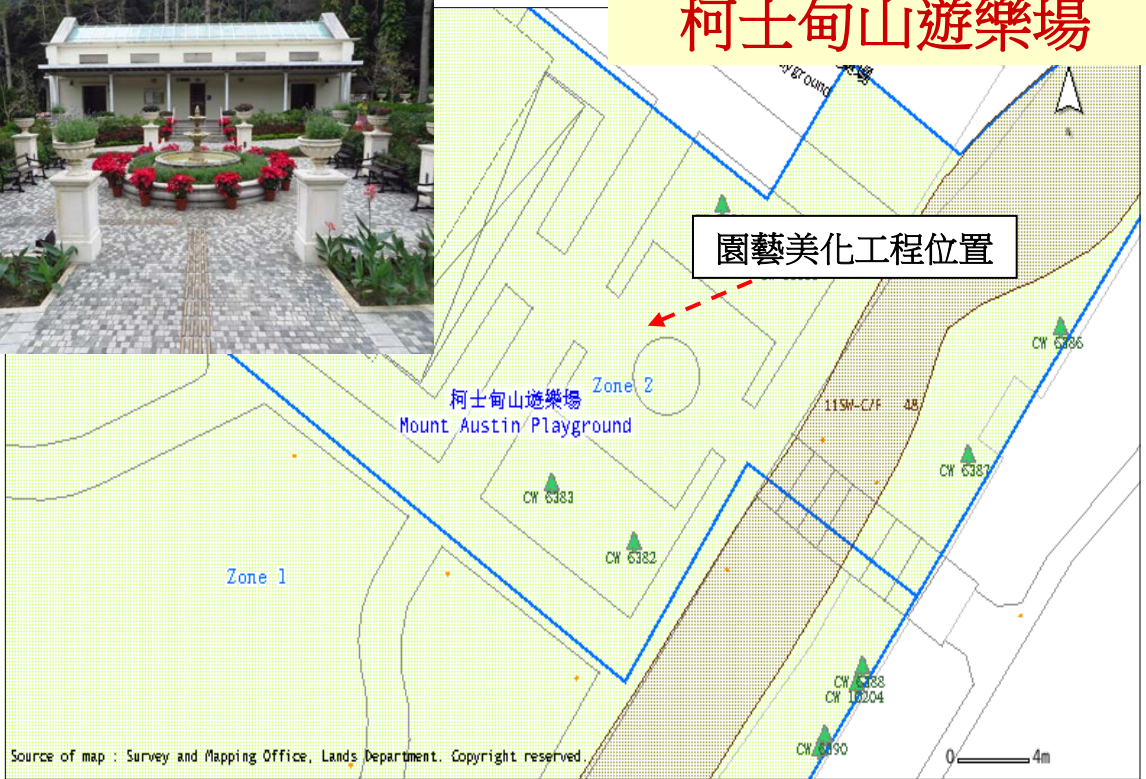 柯士甸山遊樂場
園藝美化工程位置
CW 6386
Zone 2
柯士甸山遊樂場
Mount Austin Playground
11SW-C/F 48
CW 6387
CW 6383
CW 6382
Zone 1
CW 6388
CW 10204
CW 6390
Source of map : Survey and Mapping Office, Lands Department. Copyright reserved.
0 4m